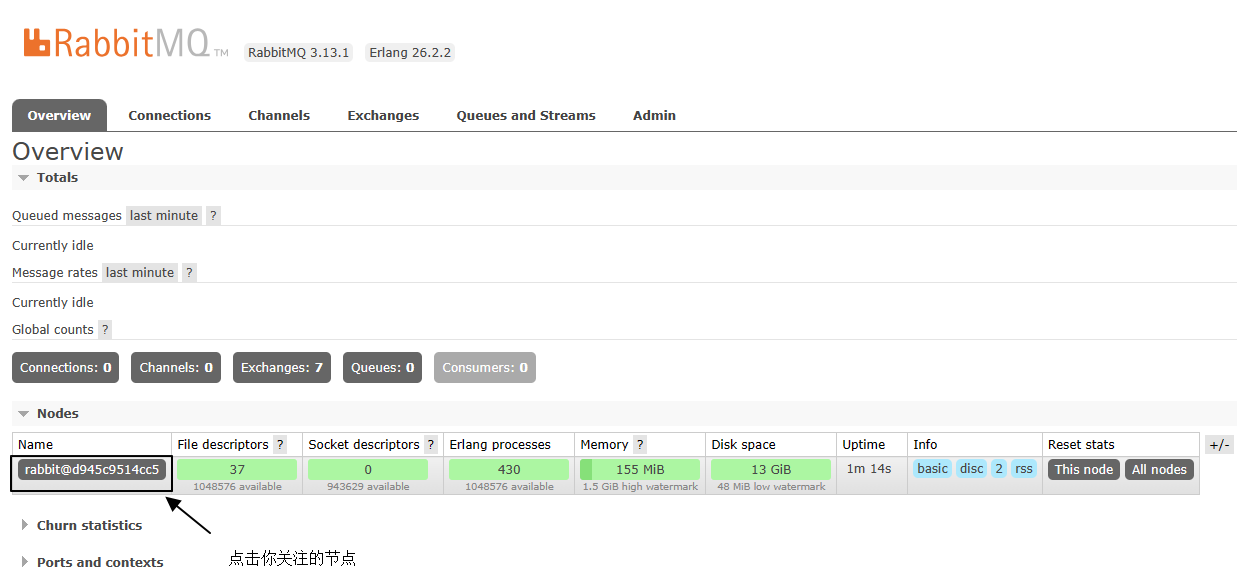 RabbitMQ TM RabbitMQ 3.13.1 Erlang 26.2.2
Overview Connections Channels Exchanges Queues and Streams Admin
Overview
Totals
Queued messages last minute ?
Currently idle
Message rates last minute ?
Currently idle
Global counts ?
Connections: 0 Channels: 0 Exchanges: 7 Queues: 0 Consumers: 0
Nodes
Name File descriptors ? Socket descriptors ? Erlang processes Memory ? Disk space Uptime Info Reset stats +/-
rabbit@d945c9514cc5 37 0 430 155 MiB 13 GiB 1m 14s basic disc 2 rss This node All nodes
1048576 available 943629 available 1048576 available 1.5 GiB high watermark 48 MiB low watermark
Churn statistics
点击你关注的节点
Ports and contexts